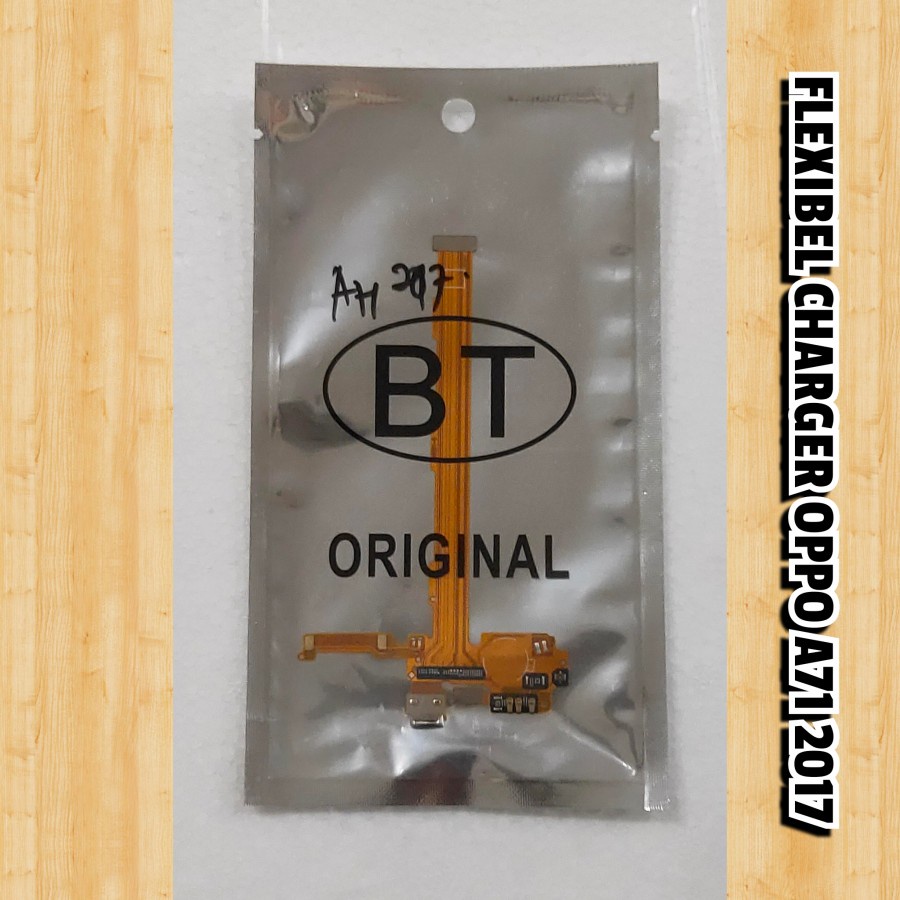 A71 2017
BT
ORIGINAL
FLEXIBEL CHARGER OPPO A71 2017